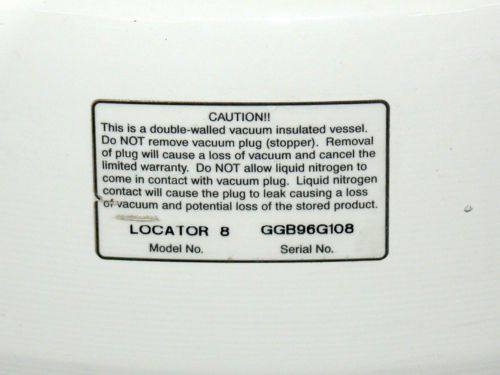 CAUTION!!
This is a double-walled vacuum insulated vessel.
Do NOT remove vacuum plug (stopper).  Removal
of plug will cause a loss of vacuum and cancel the
limited warranty.  Do NOT allow liquid nitrogen to
come in contact with vacuum plug.  Liquid nitrogen
contact will cause the plug to leak causing a loss
of vacuum and potential loss of the stored product.
LOCATOR 8    GGB96G108
Model No.    Serial No.